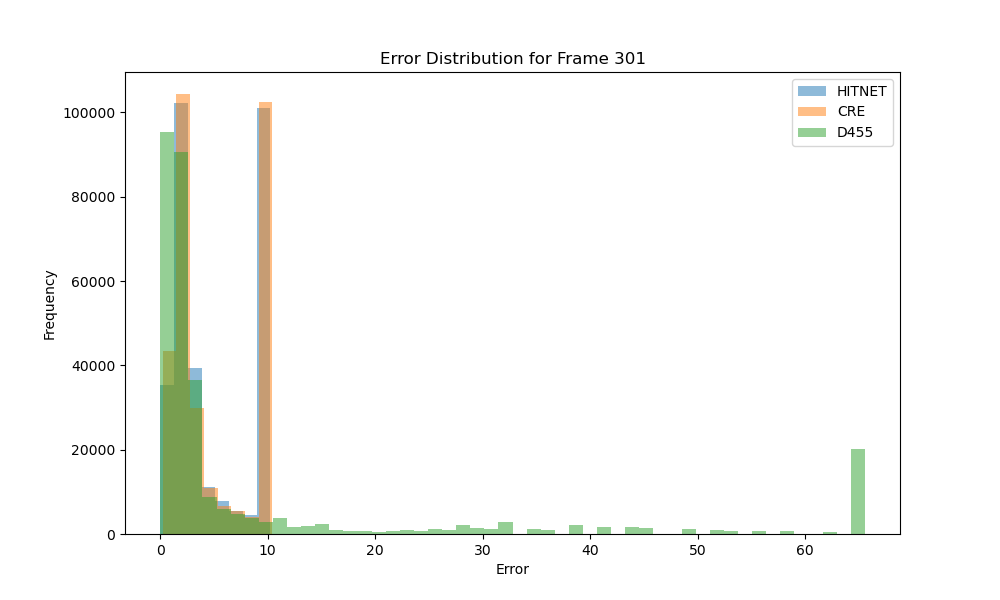 Error Distribution for Frame 301
HITNET
CRE
D455
100000
80000
60000
40000
20000
0
Frequency
0 10 20 30 40 50 60
Error